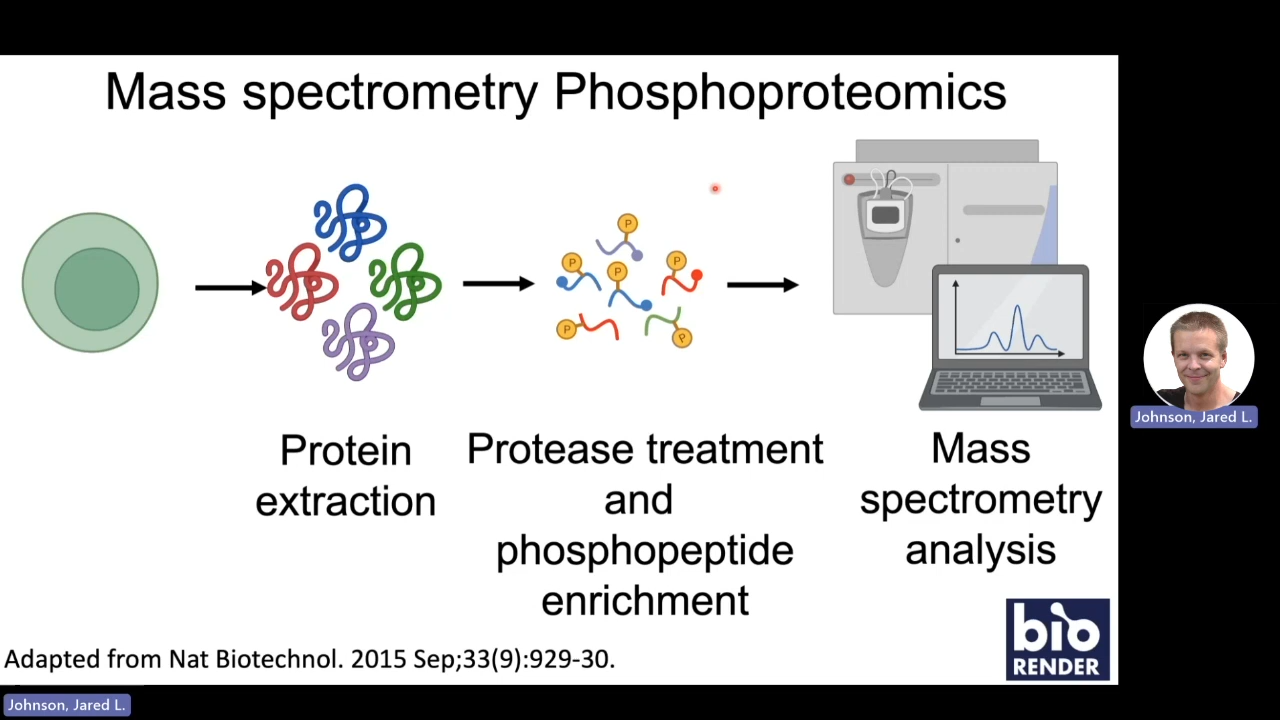 Mass spectrometry Phosphoproteomics
P
P
P
P
P
P
Protein
extraction
Protease treatment
and
phosphopeptide
enrichment
Mass
spectrometry
analysis
Johnson, Jared L.
bio
RENDER
Adapted from Nat Biotechnol. 2015 Sep;33(9):929-30.
Johnson, Jared L.